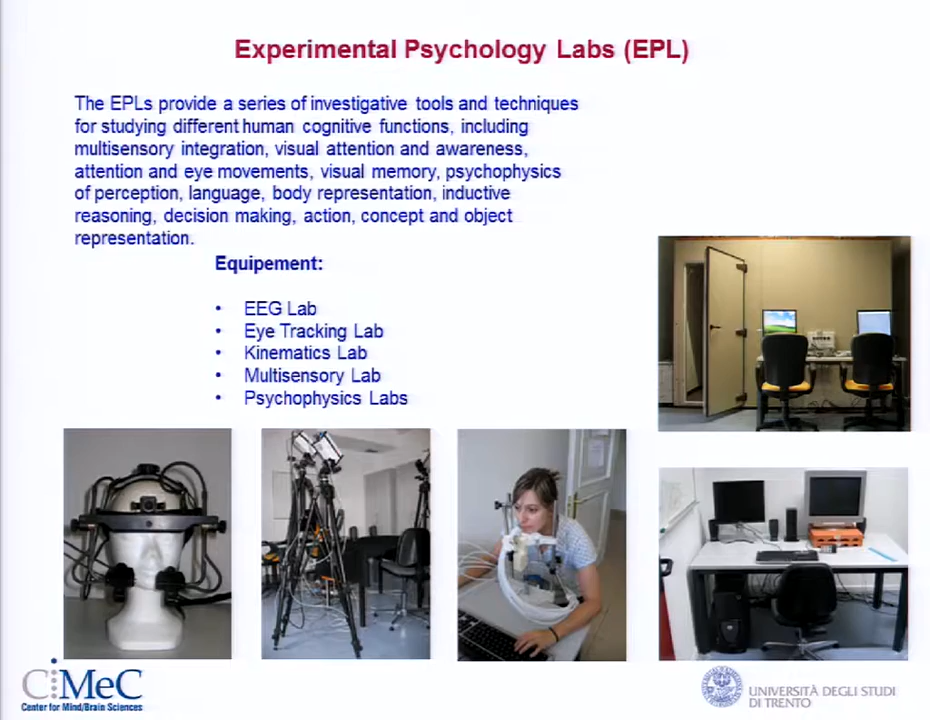 Experimental Psychology Labs (EPL)
The EPLs provide a series of investigative tools and techniques
for studying different human cognitive functions, including
multisensory integration, visual attention and awareness,
attention and eye movements, visual memory, psychophysics
of perception, language, body representation, inductive
reasoning, decision making, action, concept and object
representation.
Equipement:
• EEG Lab
• Eye Tracking Lab
• Kinematics Lab
• Multisensory Lab
• Psychophysics Labs
CiMeC
Center for Mind/Brain Sciences
UNIVERSITÀ DEGLI STUDI
DI TRENTO